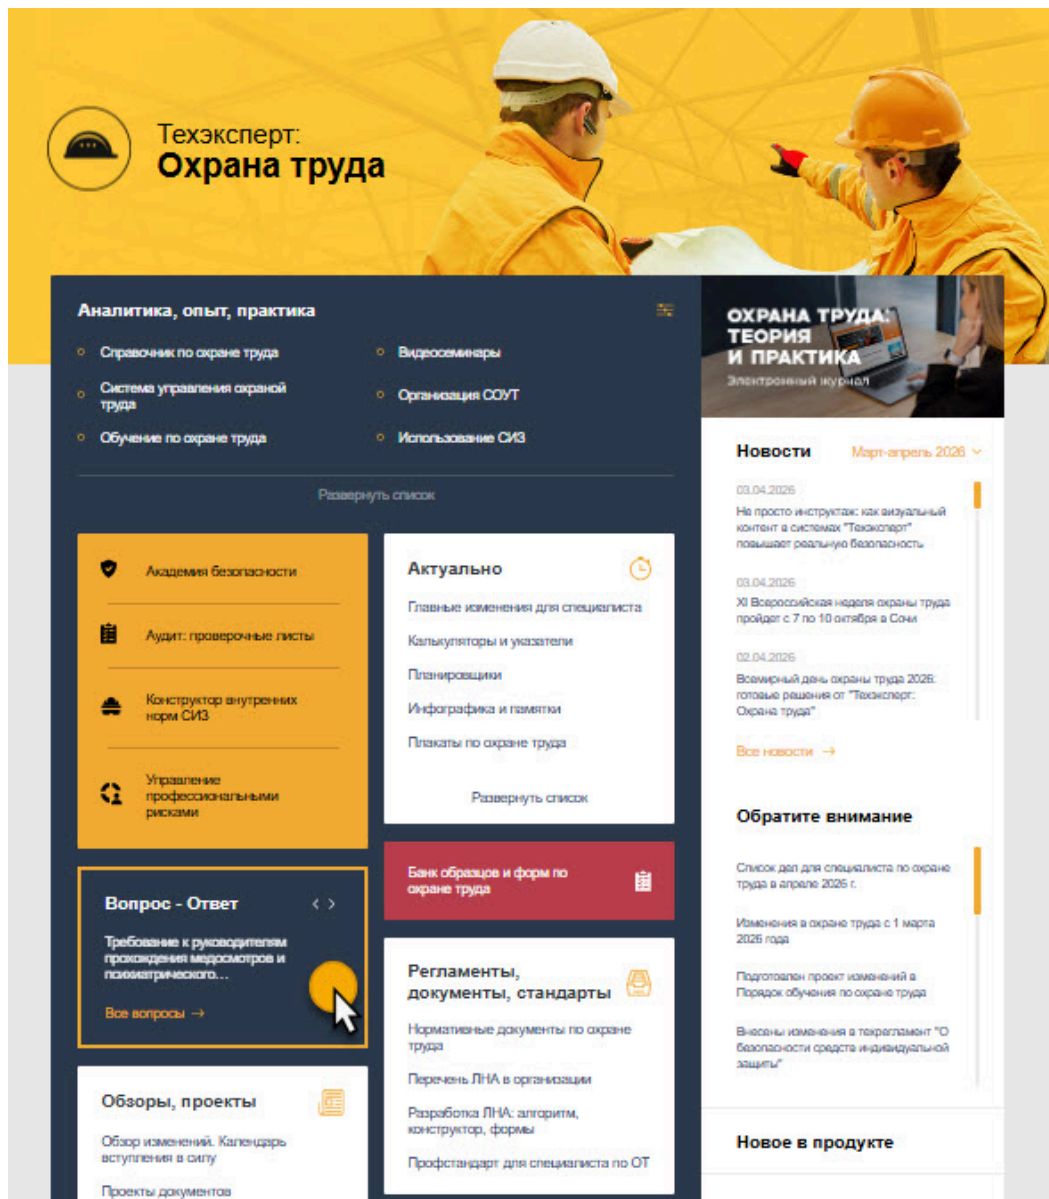 Техэксперт:
Охрана труда
Аналитика, опыт, практика
Справочник по охране труда
Система управления охраной
труда
Обучение по охране труда
Видеосеминары
Организация СОУТ
Использование СИЗ
Развернуть список
Академия безопасности
Аудит: проверочные листы
Конструктор внутренних
норм СИЗ
Управление
профессиональными
рисками
Актуально
Главные изменения для специалиста
Калькуляторы и указатели
Планировщики
Инфографика и памятки
Плакаты по охране труда
Развернуть список
Вопрос - Ответ
Требование к руководителям
прохождения медосмотров и
психиатрического...
Все вопросы →
Банк образцов и форм по
охране труда
Регламенты,
документы, стандарты
Нормативные документы по охране
труда
Перечень ЛНА в организации
Разработка ЛНА: алгоритм,
конструктор, формы
Профстандарт для специалиста по ОТ
Обзоры, проекты
Обзор изменений. Календарь
вступления в силу
Проекты документов
ОХРАНА ТРУДА:
ТЕОРИЯ
И ПРАКТИКА
Электронный журнал
Новости
Март-апрель 2026
03.04.2026
Не просто инструктаж: как визуальный
контент в системах "Техэксперт"
повышает реальную безопасность
03.04.2026
XI Всероссийская неделя охраны труда
пройдет с 7 по 10 октября в Сочи
02.04.2026
Всемирный день охраны труда 2026:
готовые решения от "Техэксперт:
Охрана труда"
Все новости →
Обратите внимание
Список дел для специалиста по охране
труда в апреле 2026 г.
Изменения в охране труда с 1 марта
2026 года
Подготовлен проект изменений в
Порядок обучения по охране труда
Внесены изменения в техрегламент "О
безопасности средств индивидуальной
защиты"
Новое в продукте